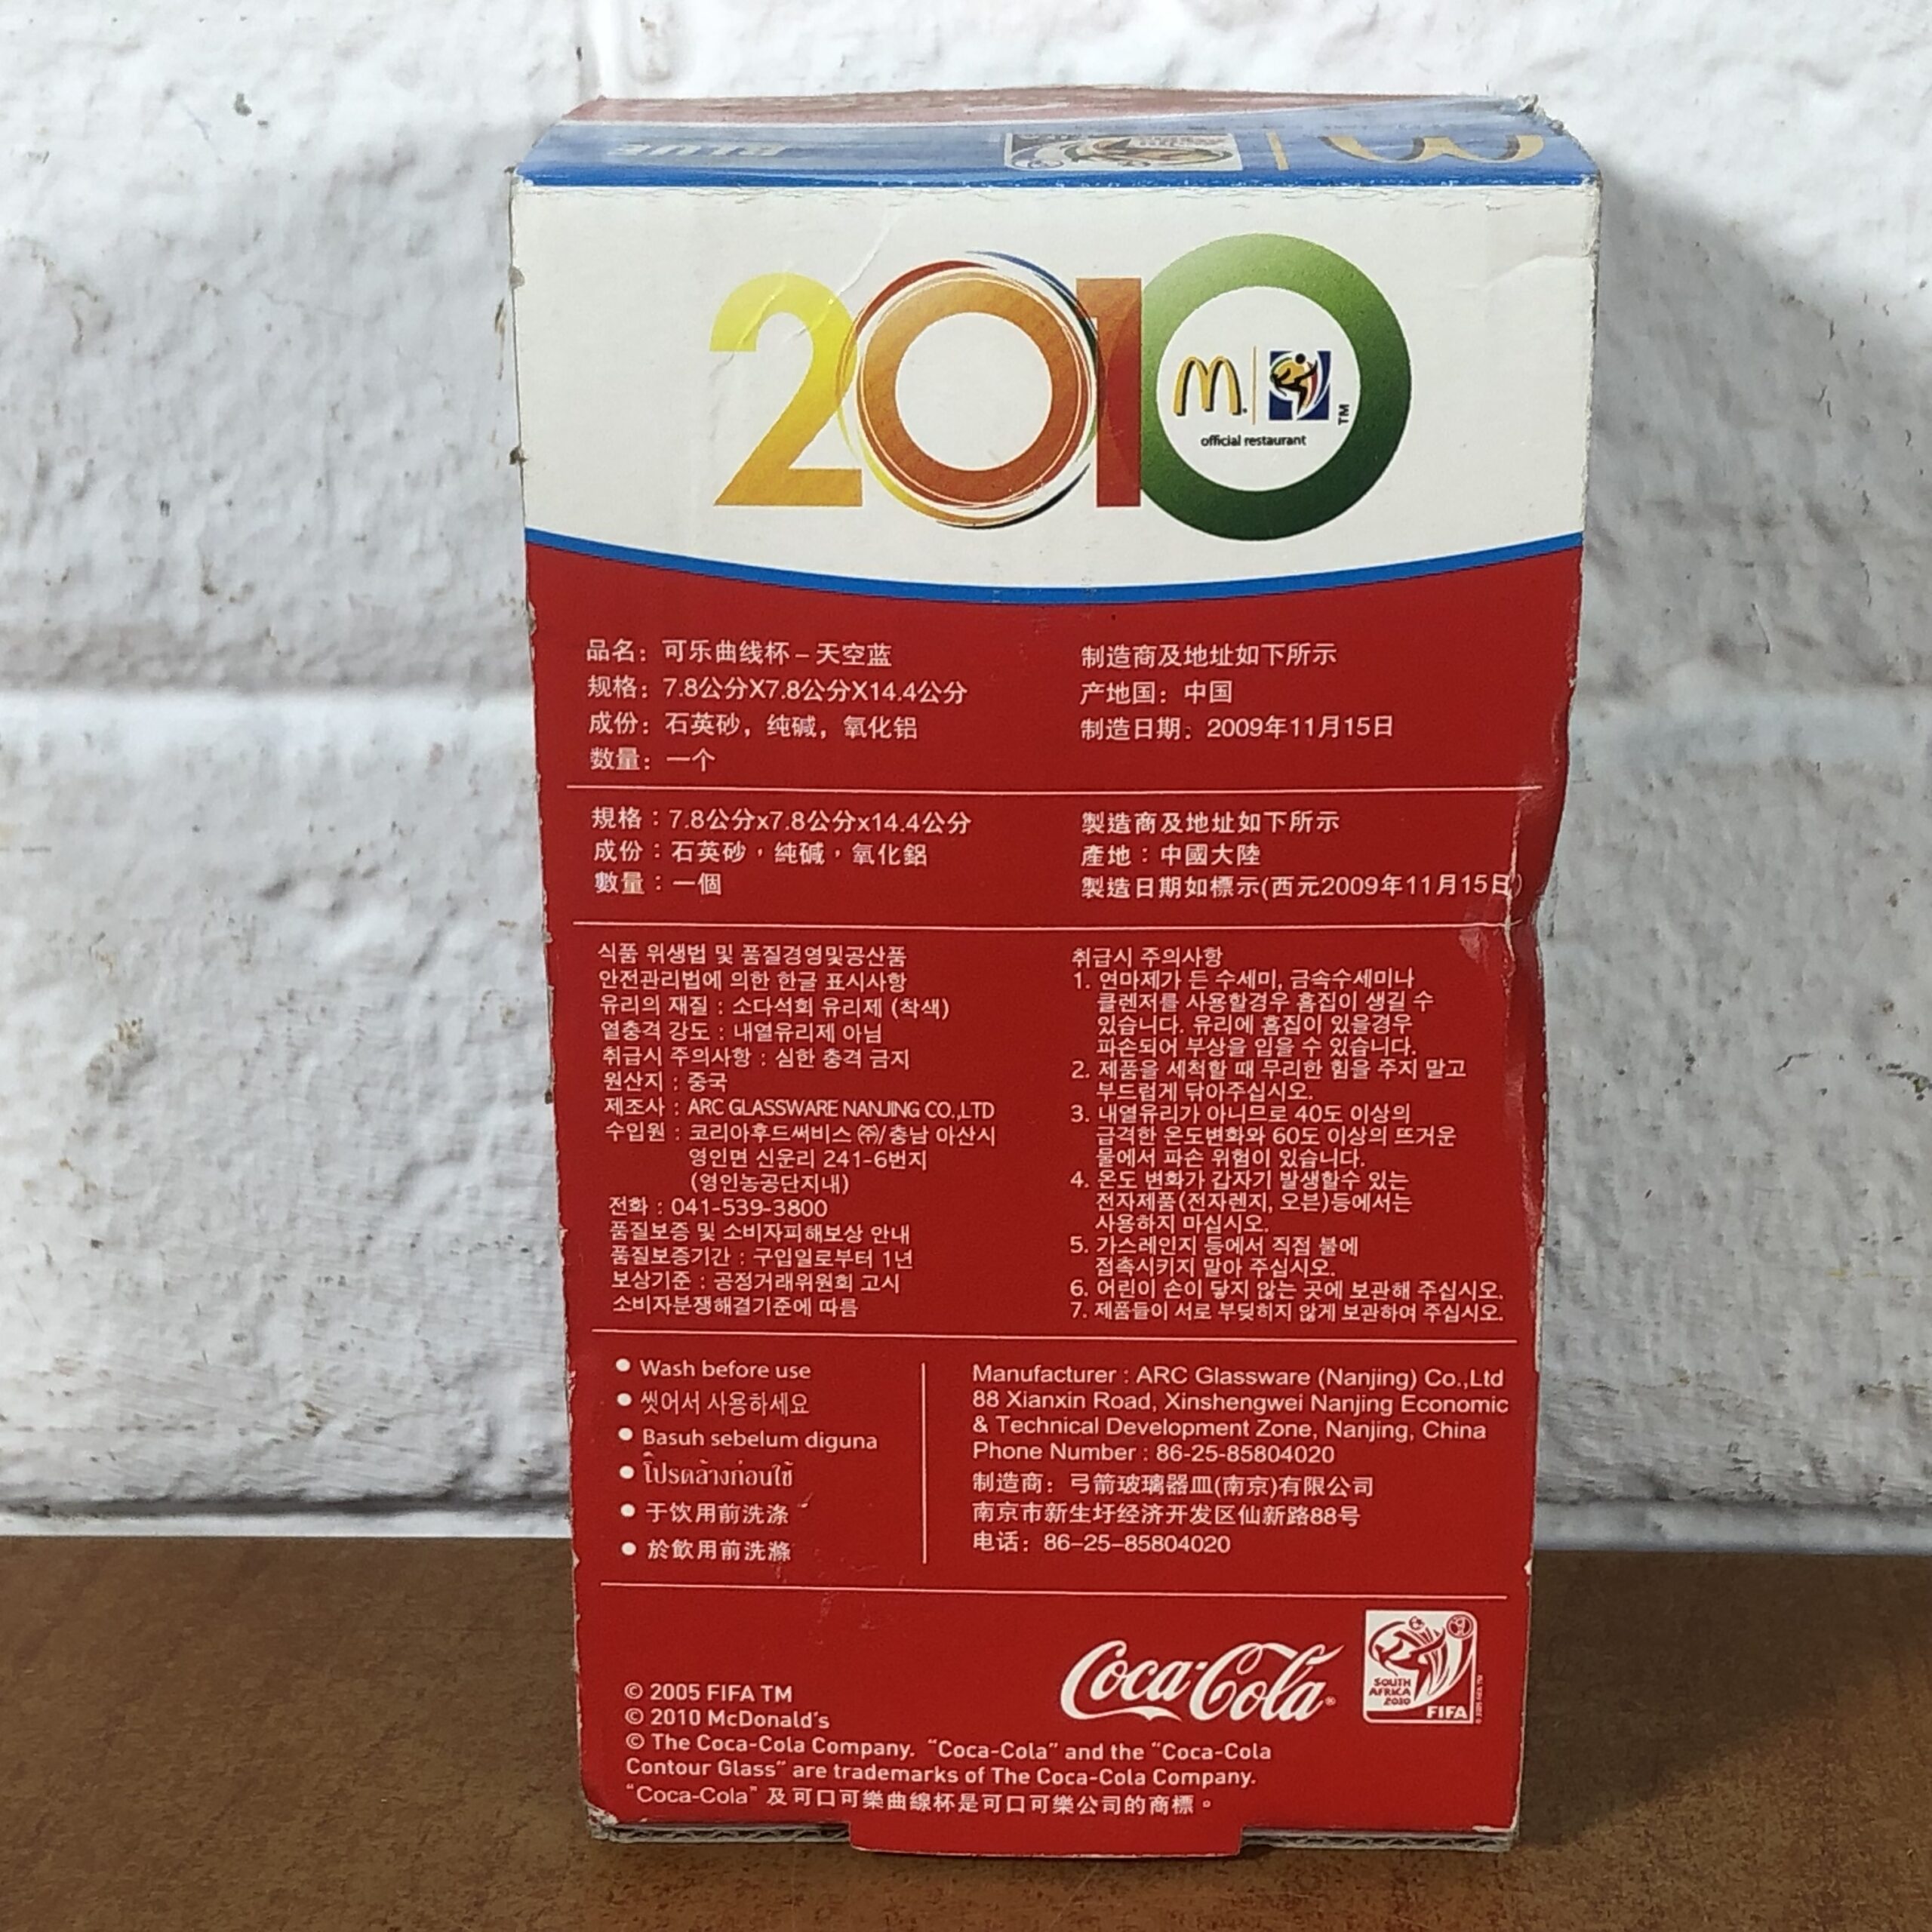 BLUE
2010
official restaurant
TM
品名：可乐曲线杯 – 天空蓝
规格：7.8公分X7.8公分X14.4公分
成份：石英砂，纯碱，氧化铝
数量：一个
制造商及地址如下所示
产地国：中国
制造日期：2009年11月15日
規格：7.8公分x7.8公分x14.4公分
成份：石英砂，純碱，氧化鋁
數量：一個
製造商及地址如下所示
產地：中國大陸
製造日期如標示(西元2009年11月15日)
식품 위생법 및 품질경영및공산품
안전관리법에 의한 한글 표시사항
유리의 재질 : 소다석회 유리제 (착색)
열충격 강도 : 내열유리제 아님
취급시 주의사항 : 심한 충격 금지
원산지 : 중국
제조사 : ARC GLASSWARE NANJING CO.,LTD
수입원 : 코리아후드써비스 ㈜/충남 아산시
영인면 신운리 241-6번지
(영인농공단지내)
전화 : 041-539-3800
품질보증 및 소비자피해보상 안내
품질보증기간 : 구입일로부터 1년
보상기준 : 공정거래위원회 고시
소비자분쟁해결기준에 따름
취급시 주의사항
1. 연마제가 든 수세미, 금속수세미나
클렌저를 사용할경우 흠집이 생길 수
있습니다. 유리에 흠집이 있을경우
파손되어 부상을 입을 수 있습니다.
2. 제품을 세척할 때 무리한 힘을 주지 말고
부드럽게 닦아주십시오.
3. 내열유리가 아니므로 40도 이상의
급격한 온도변화와 60도 이상의 뜨거운
물에서 파손 위험이 있습니다.
4. 온도 변화가 갑자기 발생할수 있는
전자제품(전자렌지, 오븐)등에서는
사용하지 마십시오.
5. 가스레인지 등에서 직접 불에
접촉시키지 말아 주십시오.
6. 어린이 손이 닿지 않는 곳에 보관해 주십시오.
7. 제품들이 서로 부딪히지 않게 보관하여 주십시오.
● Wash before use
● 씻어서 사용하세요
● Basuh sebelum diguna
● โปรดล้างก่อนใช้
● 于饮用前洗涤
● 於飲用前洗滌
Manufacturer : ARC Glassware (Nanjing) Co.,Ltd
88 Xianxin Road, Xinshengwei Nanjing Economic
& Technical Development Zone, Nanjing, China
Phone Number : 86-25-85804020
制造商：弓箭玻璃器皿(南京)有限公司
南京市新生圩经济开发区仙新路88号
电话：86–25–85804020
Coca-Cola®
SOUTH
AFRICA
2010
FIFA
© 2005 FIFA TM
© 2010 McDonald's
© The Coca-Cola Company. “Coca-Cola” and the “Coca-Cola
Contour Glass” are trademarks of The Coca-Cola Company.
“Coca-Cola” 及可口可樂曲線杯是可口可樂公司的商標。